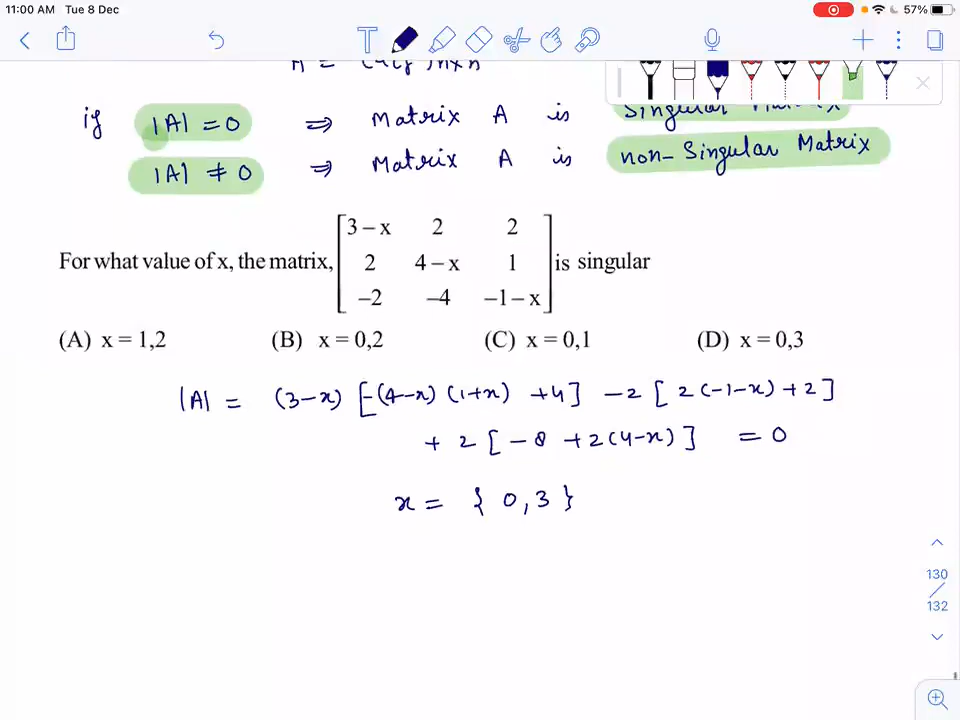 11:00 AM Tue 8 Dec 57%
if |A| = 0 ⇒ Matrix A is Singular Matrix
|A| ≠ 0 ⇒ Matrix A is non-Singular Matrix
For what value of x, the matrix, [3 – x 2 2
2 4 – x 1
–2 –4 –1 – x] is singular
(A) x = 1,2 (B) x = 0,2 (C) x = 0,1 (D) x = 0,3
|A| = (3-x) [-(4-x) (1+x) +4] -2 [2(-1-x) +2]
+ 2 [-8 +2(4-x)] = 0
x = {0, 3}
130
132